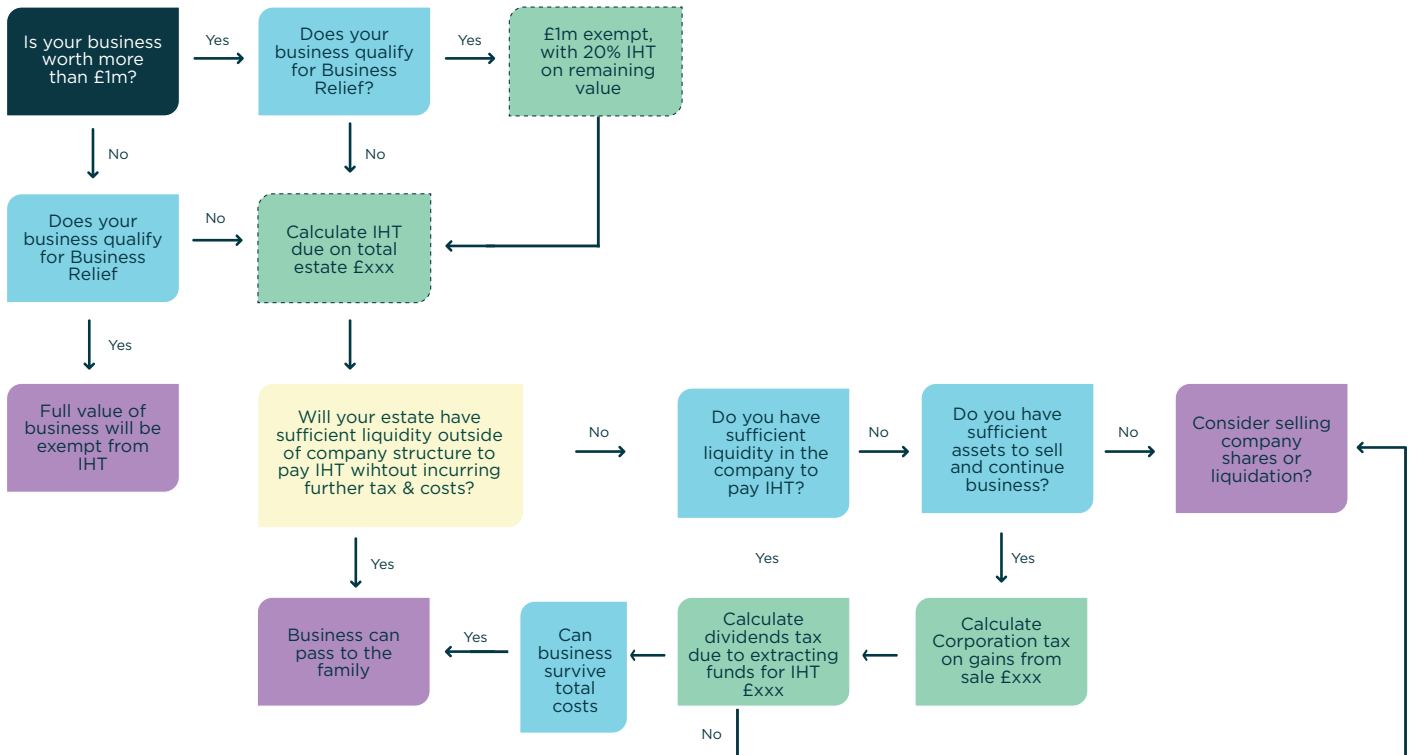 Is your business
worth more
than £1m?
Yes
Does your
business qualify
for Business
Relief?
Yes
£1m exempt,
with 20% IHT
on remaining
value
No
No
Does your
business qualify
for Business
Relief
No
Calculate IHT
due on total
estate £xxx
Yes
Full value of
business will be
exempt from
IHT
Will your estate have
sufficient liquidity outside
of company structure to
pay IHT wihtout incurring
further tax & costs?
No
Do you have
sufficient
liquidity in the
company to
pay IHT?
No
Do you have
sufficient
assets to sell
and continue
business?
No
Consider selling
company
shares or
liquidation?
Yes
Yes
Yes
Business can
pass to the
family
Yes
Can
business
survive
total
costs
Calculate
dividends tax
due to extracting
funds for IHT
£xxx
Calculate
Corporation tax
on gains from
sale £xxx
No